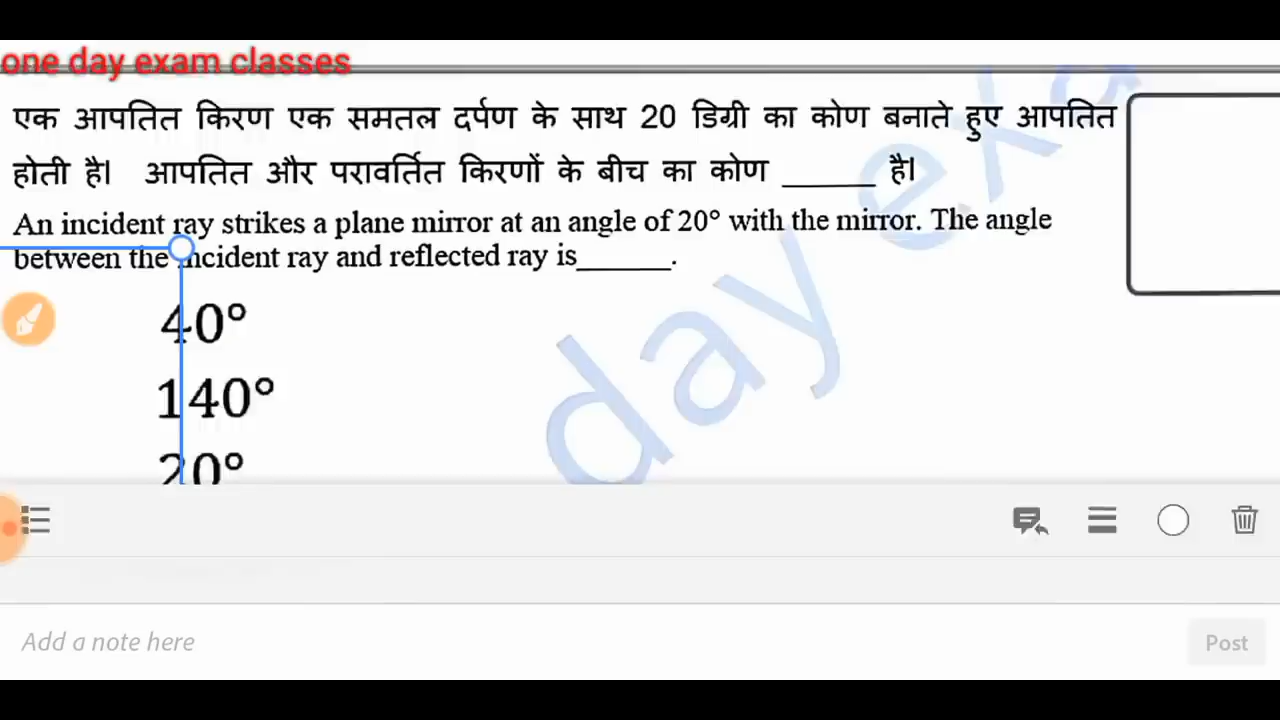 one day exam classes
एक आपतित किरण एक समतल दर्पण के साथ 20 डिग्री का कोण बनाते हुए आपतित
होती है। आपतित और परावर्तित किरणों के बीच का कोण ______ है।
An incident ray strikes a plane mirror at an angle of 20° with the mirror. The angle
between the incident ray and reflected ray is______.
40°
140°
20°
day exa
Add a note here
Post